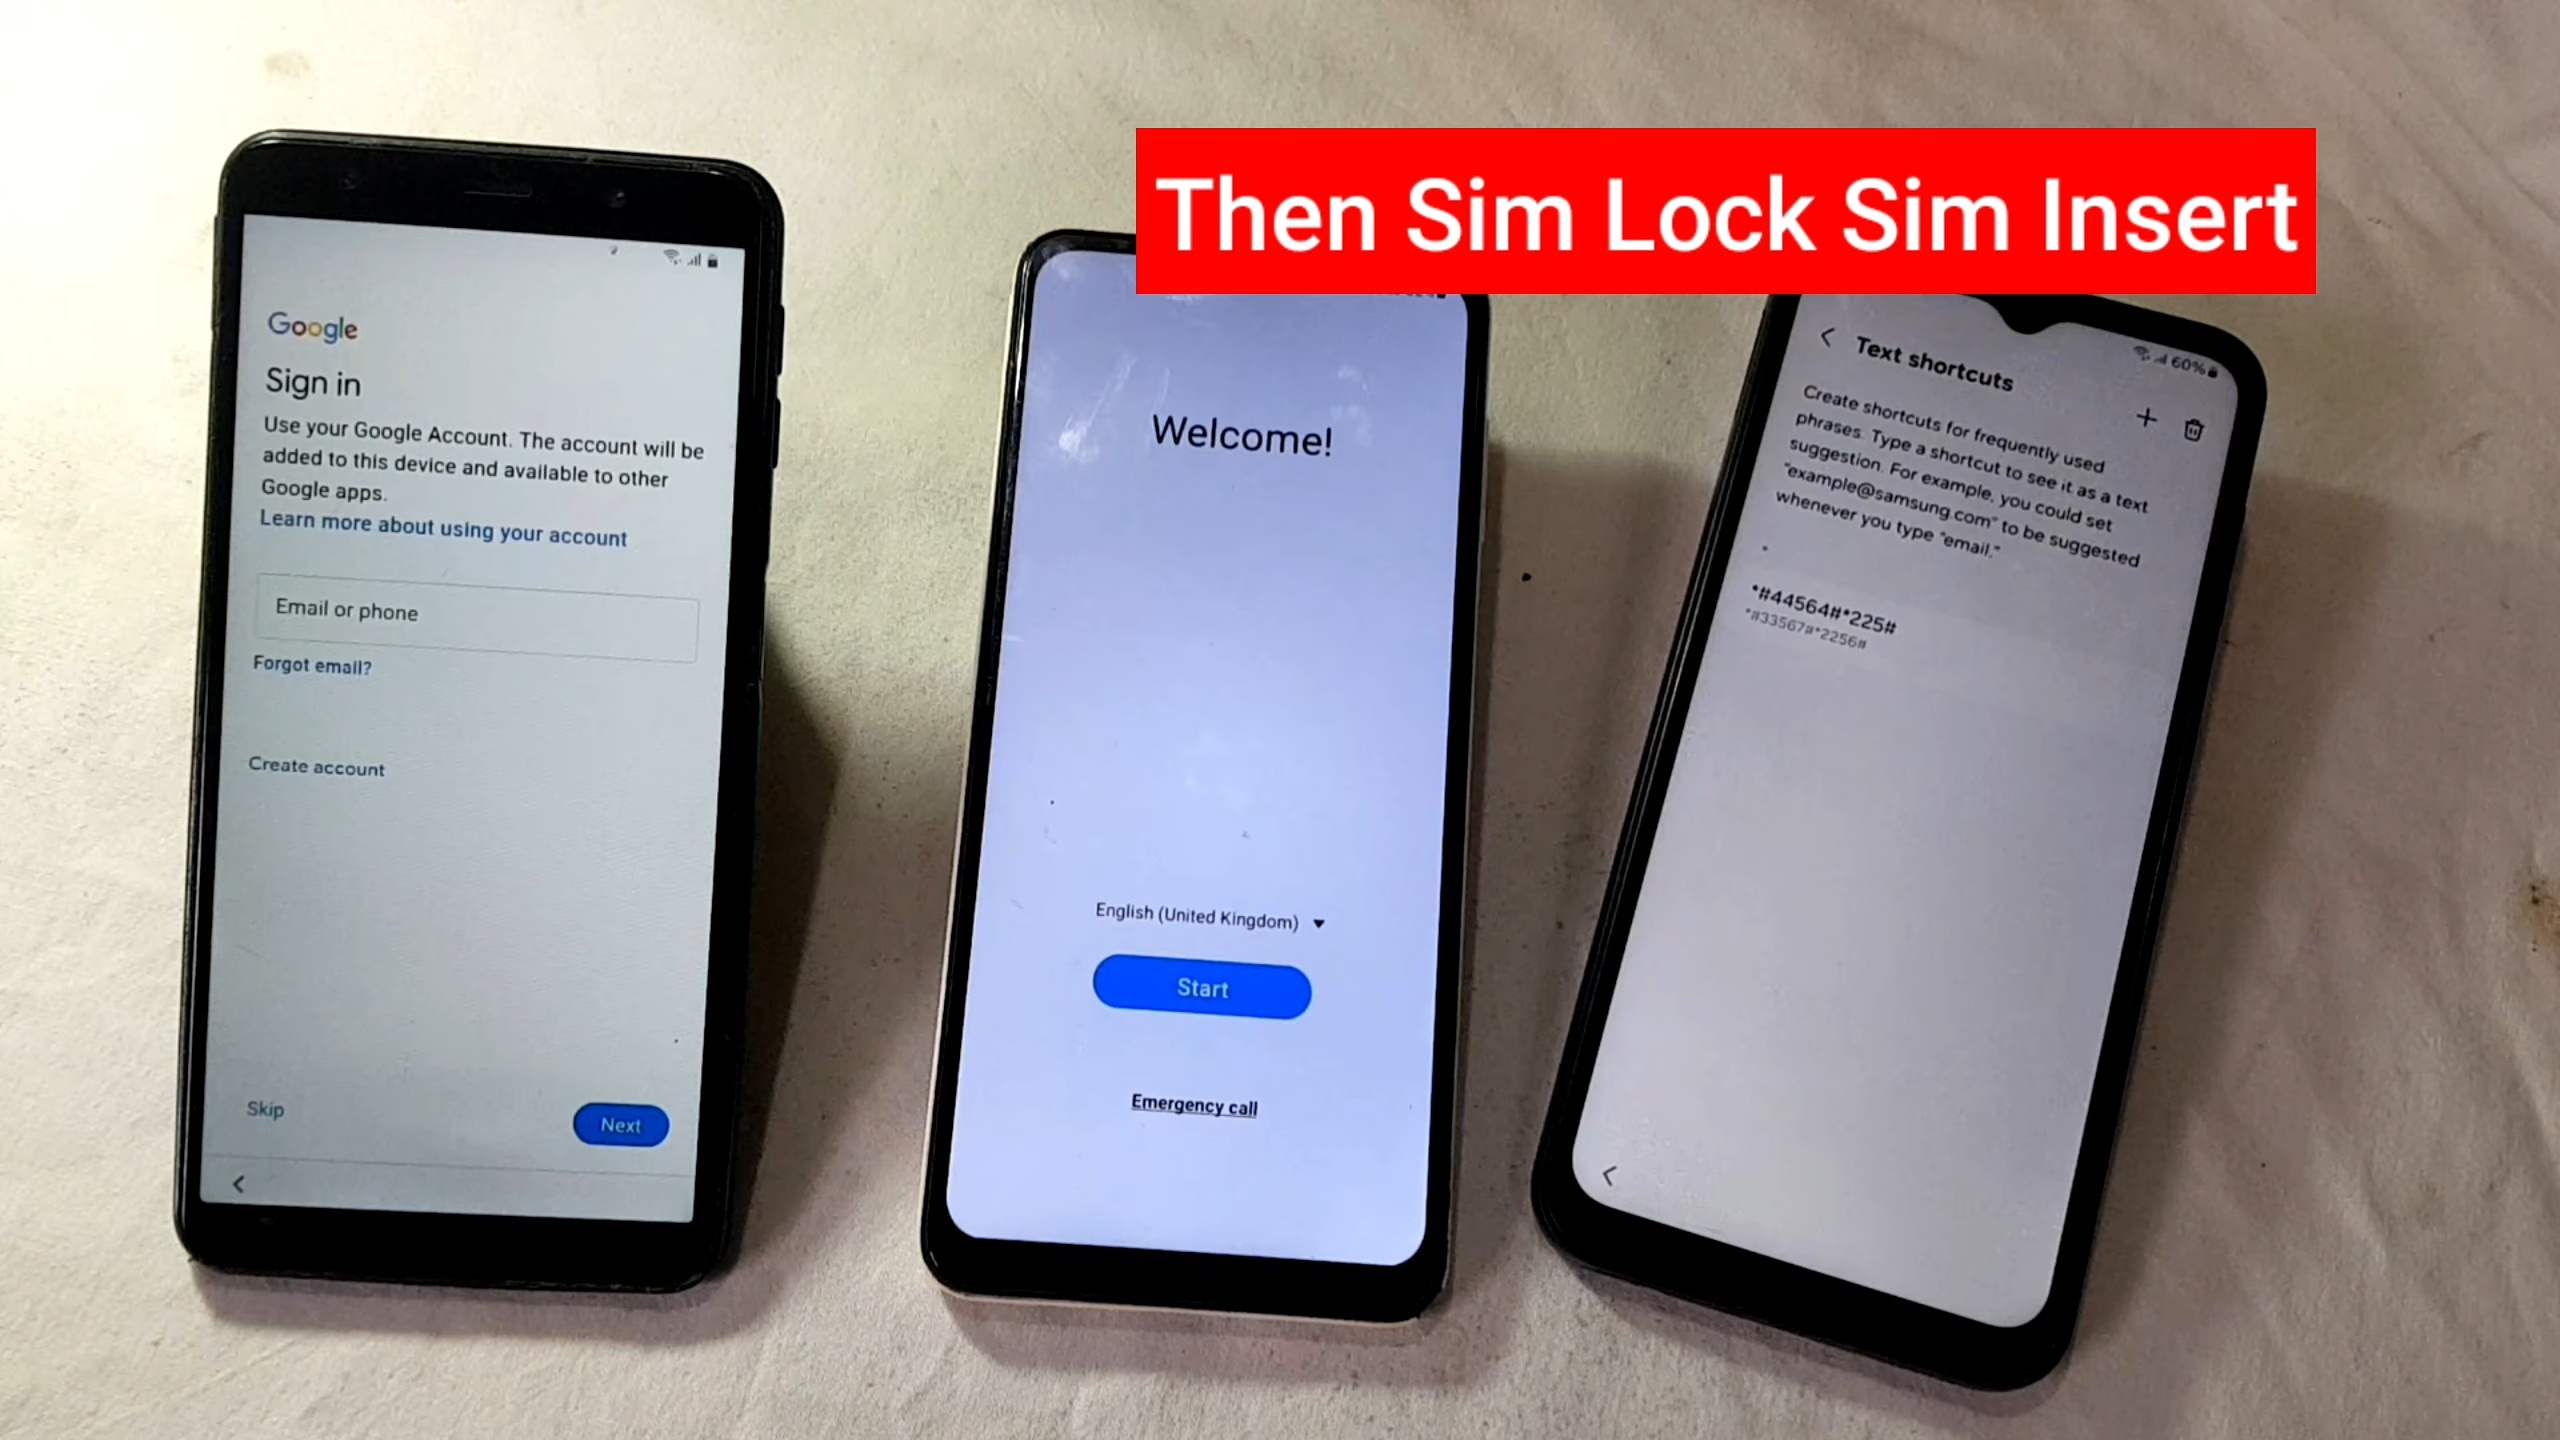 Then Sim Lock Sim Insert
Google
Sign in
Use your Google Account. The account will be
added to this device and available to other
Google apps.
Learn more about using your account
Email or phone
Forgot email?
Create account
Skip
Next
Welcome!
English (United Kingdom)
Start
Emergency call
60%
Text shortcuts
Create shortcuts for frequently used
phrases. Type a shortcut to see it as a text
suggestion. For example, you could set
"example@samsung.com" to be suggested
whenever you type "email."
*
*#44564#*225#
*#33567#*2256#